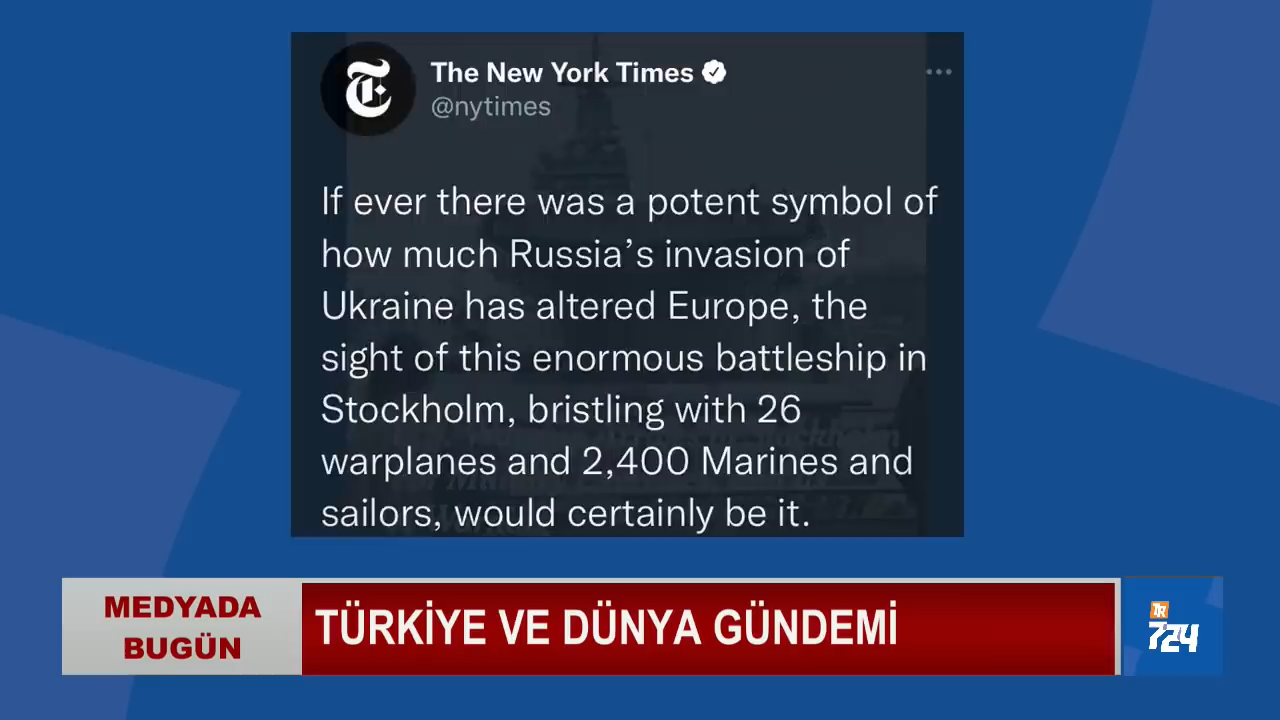 The New York Times
@nytimes
If ever there was a potent symbol of
how much Russia’s invasion of
Ukraine has altered Europe, the
sight of this enormous battleship in
Stockholm, bristling with 26
warplanes and 2,400 Marines and
sailors, would certainly be it.
MEDYADA
BUGÜN
TÜRKİYE VE DÜNYA GÜNDEMİ
TR
724